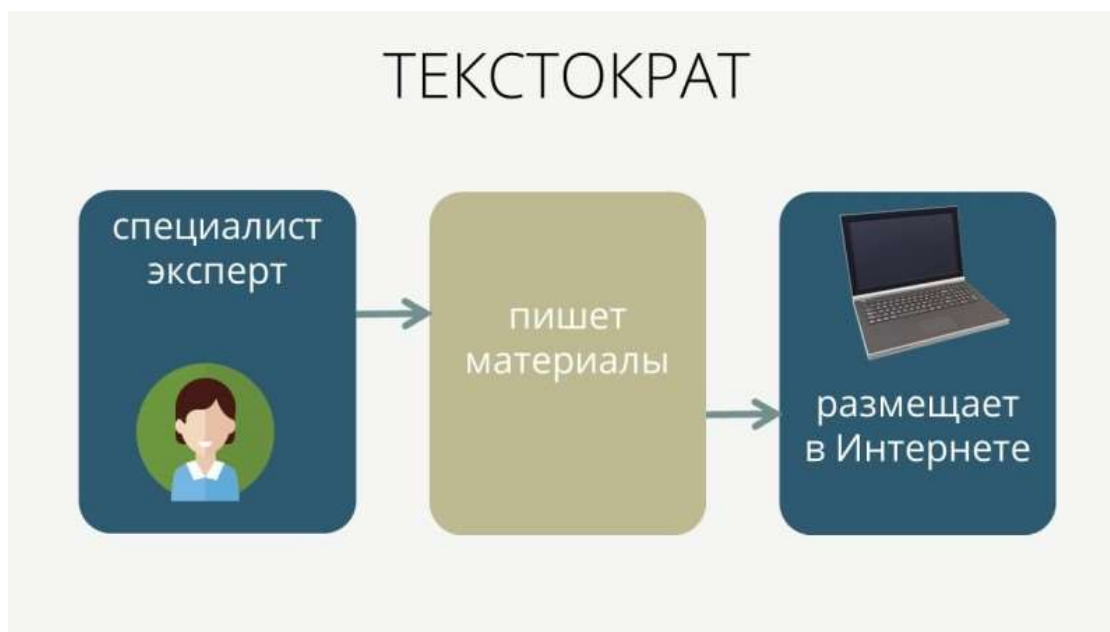 ТЕКСТОКРАТ
специалист
эксперт
пишет
материалы
размещает
в Интернете